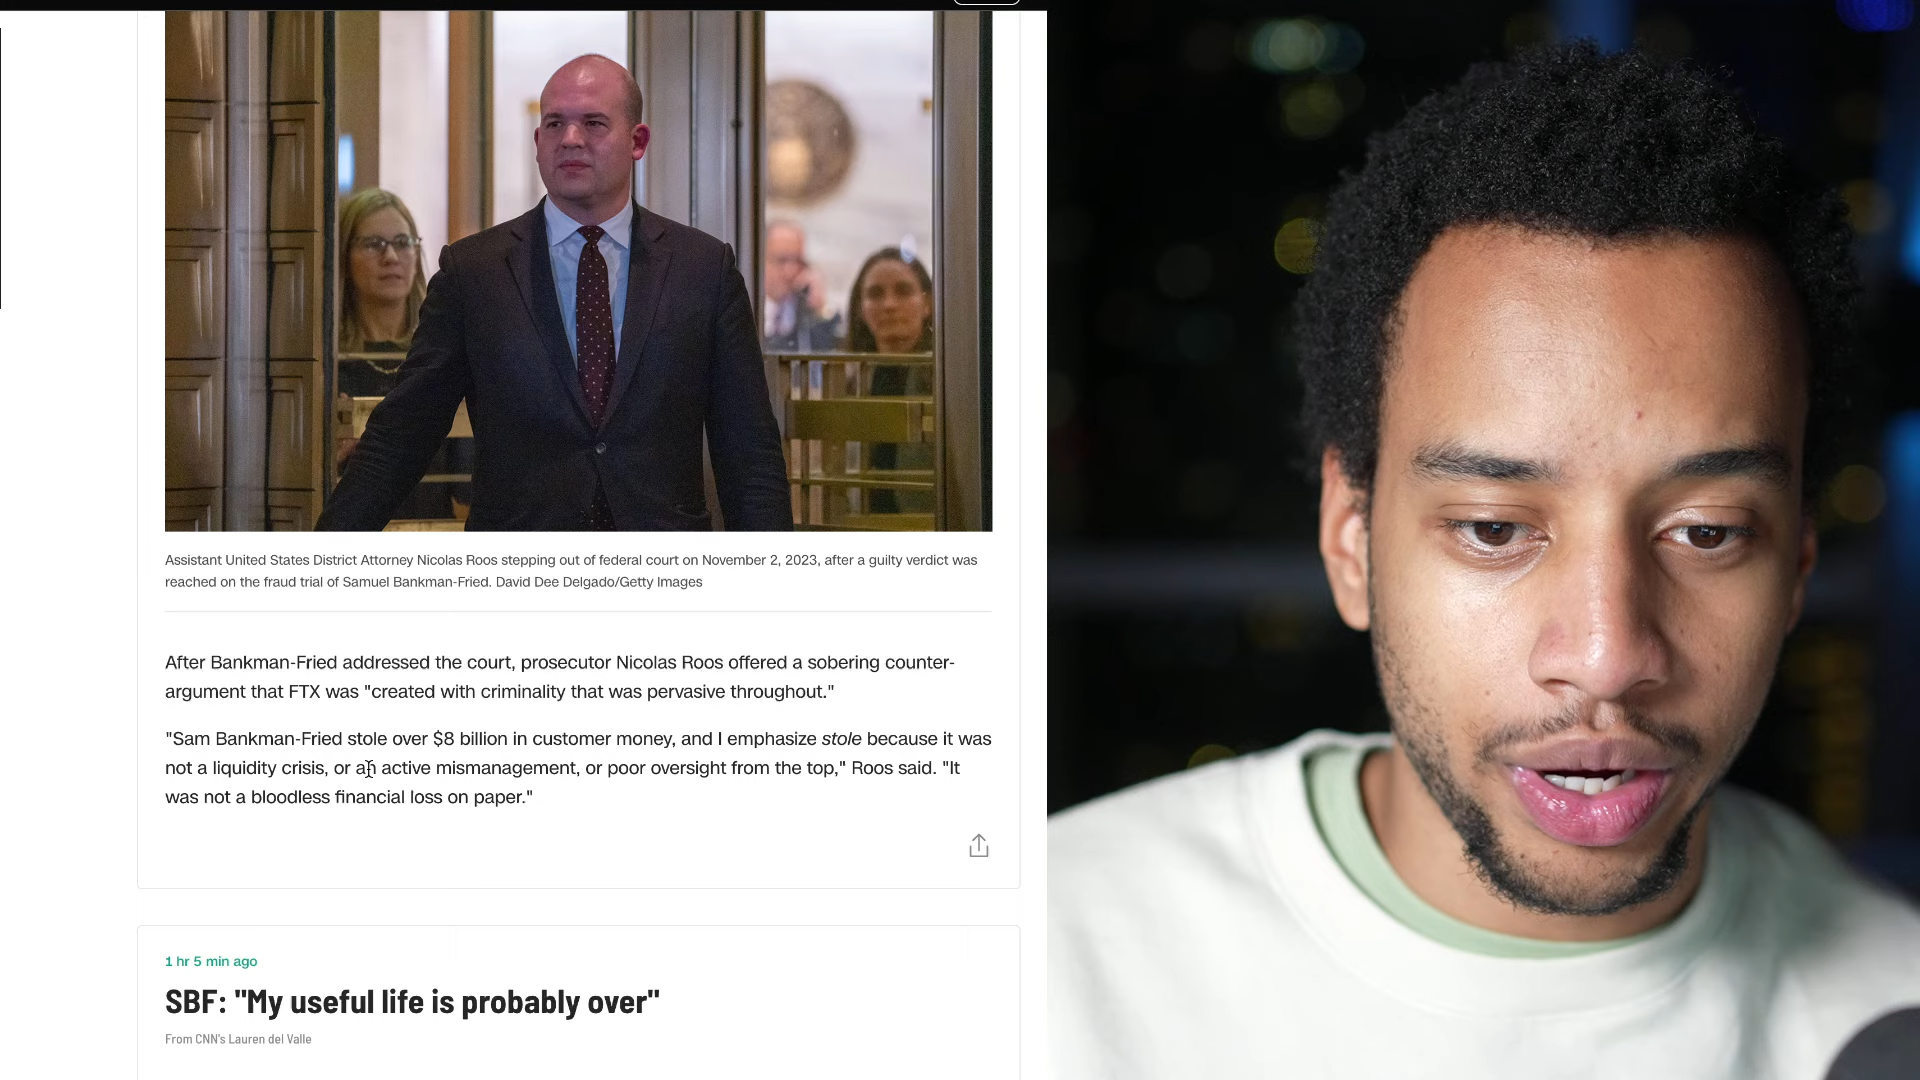 Assistant United States District Attorney Nicolas Roos stepping out of federal court on November 2, 2023, after a guilty verdict was
reached on the fraud trial of Samuel Bankman-Fried. David Dee Delgado/Getty Images
After Bankman-Fried addressed the court, prosecutor Nicolas Roos offered a sobering counter-
argument that FTX was "created with criminality that was pervasive throughout."
"Sam Bankman-Fried stole over $8 billion in customer money, and I emphasize stole because it was
not a liquidity crisis, or an active mismanagement, or poor oversight from the top," Roos said. "It
was not a bloodless financial loss on paper."
1 hr 5 min ago
SBF: "My useful life is probably over"
From CNN's Lauren del Valle